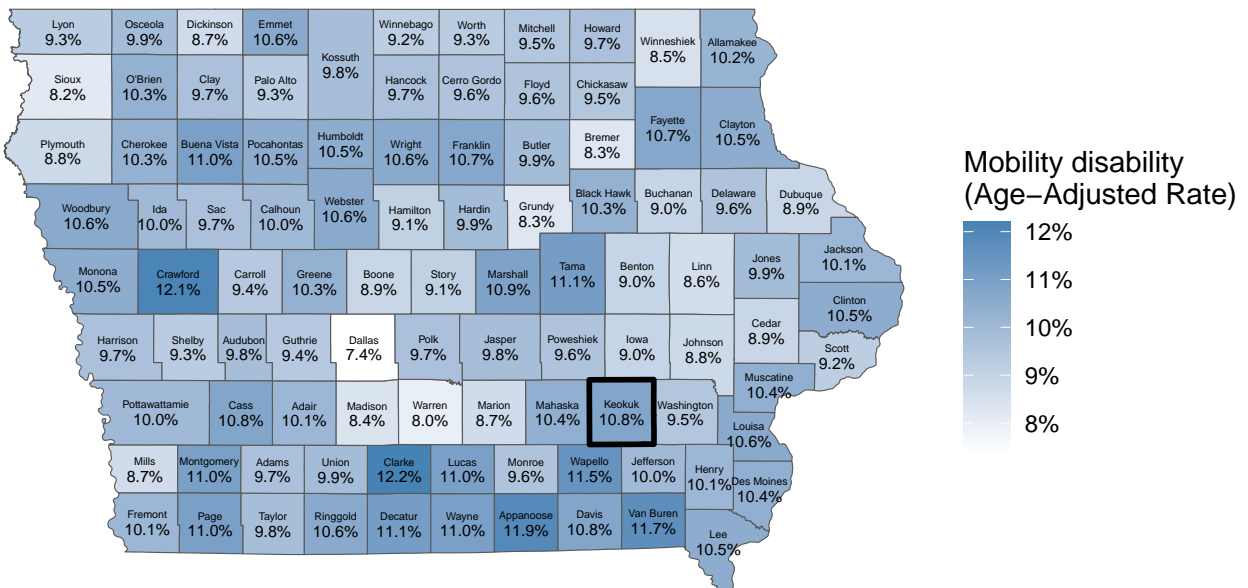 Lyon
9.3%
Osceola
9.9%
Dickinson
8.7%
Emmet
10.6%
Kossuth
9.8%
Winnebago
9.2%
Worth
9.3%
Mitchell
9.5%
Howard
9.7%
Winneshiek
8.5%
Allamakee
10.2%
Sioux
8.2%
O'Brien
10.3%
Clay
9.7%
Palo Alto
9.3%
Hancock
9.7%
Cerro Gordo
9.6%
Floyd
9.6%
Chickasaw
9.5%
Fayette
10.7%
Clayton
10.5%
Plymouth
8.8%
Cherokee
10.3%
Buena Vista
11.0%
Pocahontas
10.5%
Humboldt
10.5%
Wright
10.6%
Franklin
10.7%
Butler
9.9%
Bremer
8.3%
Woodbury
10.6%
Ida
10.0%
Sac
9.7%
Calhoun
10.0%
Webster
10.6%
Hamilton
9.1%
Hardin
9.9%
Grundy
8.3%
Black Hawk
10.3%
Buchanan
9.0%
Delaware
9.6%
Dubuque
8.9%
Monona
10.5%
Crawford
12.1%
Carroll
9.4%
Greene
10.3%
Boone
8.9%
Story
9.1%
Marshall
10.9%
Tama
11.1%
Benton
9.0%
Linn
8.6%
Jones
9.9%
Jackson
10.1%
Clinton
10.5%
Harrison
9.7%
Shelby
9.3%
Audubon
9.8%
Guthrie
9.4%
Dallas
7.4%
Polk
9.7%
Jasper
9.8%
Poweshiek
9.6%
Iowa
9.0%
Johnson
8.8%
Cedar
8.9%
Scott
9.2%
Muscatine
10.4%
Pottawattamie
10.0%
Cass
10.8%
Adair
10.1%
Madison
8.4%
Warren
8.0%
Marion
8.7%
Mahaska
10.4%
Keokuk
10.8%
Washington
9.5%
Louisa
10.6%
Mills
8.7%
Montgomery
11.0%
Adams
9.7%
Union
9.9%
Clarke
12.2%
Lucas
11.0%
Monroe
9.6%
Wapello
11.5%
Jefferson
10.0%
Henry
10.1%
Des Moines
10.4%
Fremont
10.1%
Page
11.0%
Taylor
9.8%
Ringgold
10.6%
Decatur
11.1%
Wayne
11.0%
Appanoose
11.9%
Davis
10.8%
Van Buren
11.7%
Lee
10.5%
Mobility disability
(Age−Adjusted Rate)
12%
11%
10%
9%
8%